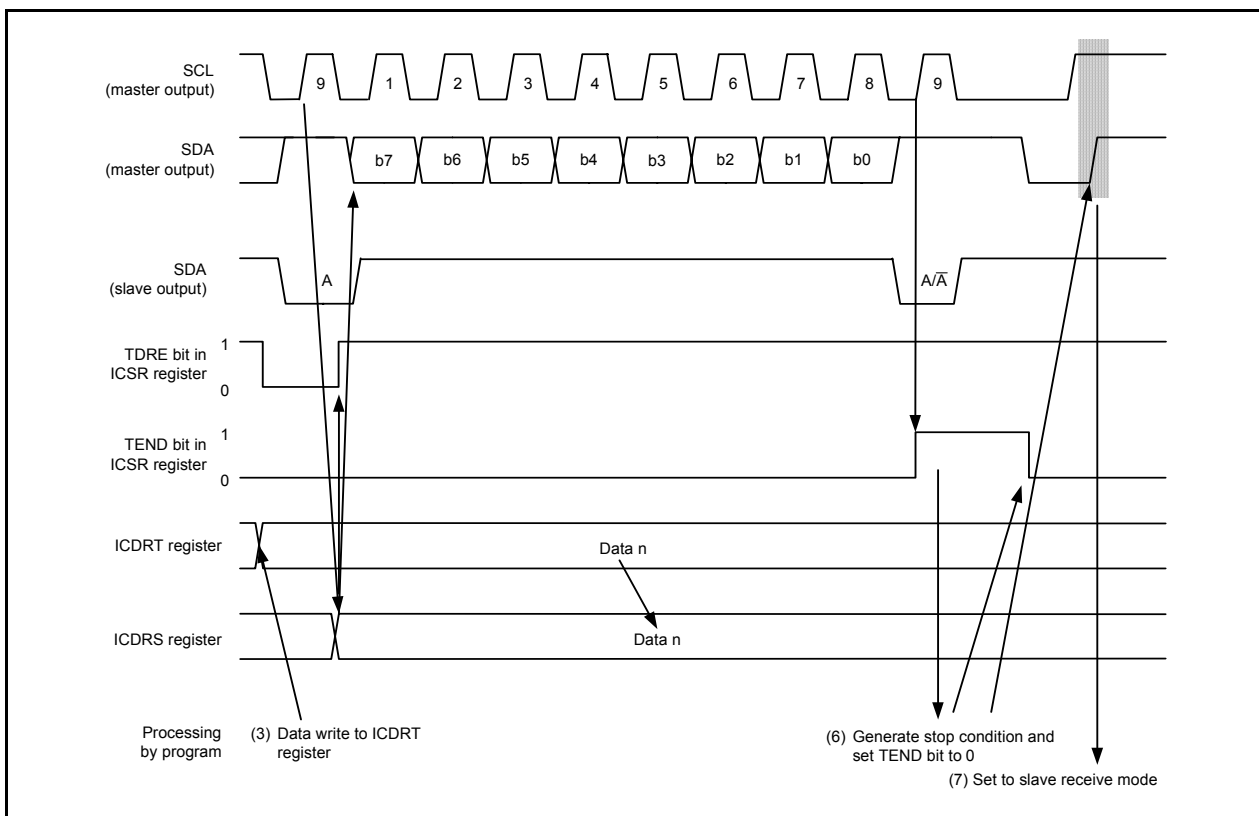 SCL
(master output)
9 1 2 3 4 5 6 7 8 9
SDA
(master output)
b7 b6 b5 b4 b3 b2 b1 b0
SDA
(slave output)
A A/A̅
TDRE bit in
ICSR register
1
0
TEND bit in
ICSR register
1
0
ICDRT register
Data n
ICDRS register
Data n
Processing
by program
(3) Data write to ICDRT
register
(6) Generate stop condition and
set TEND bit to 0
(7) Set to slave receive mode